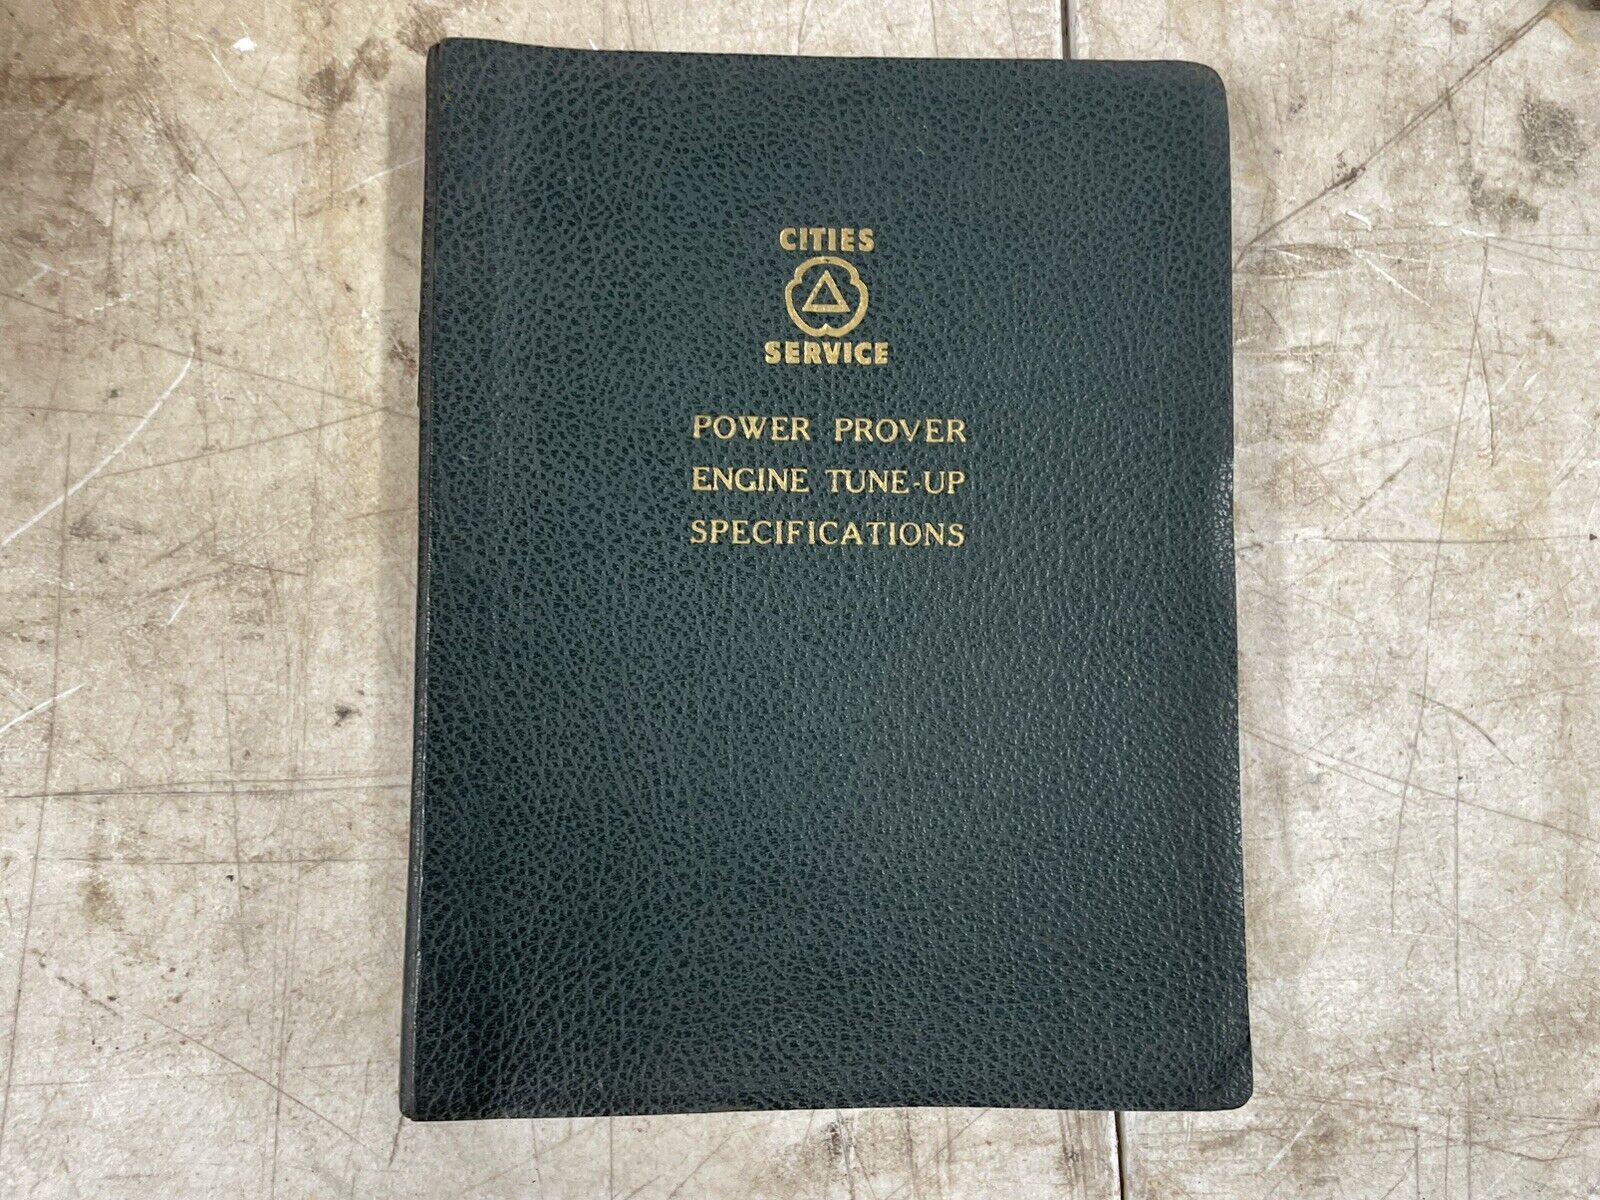 CITIES
SERVICE
POWER PROVER
ENGINE TUNE-UP
SPECIFICATIONS